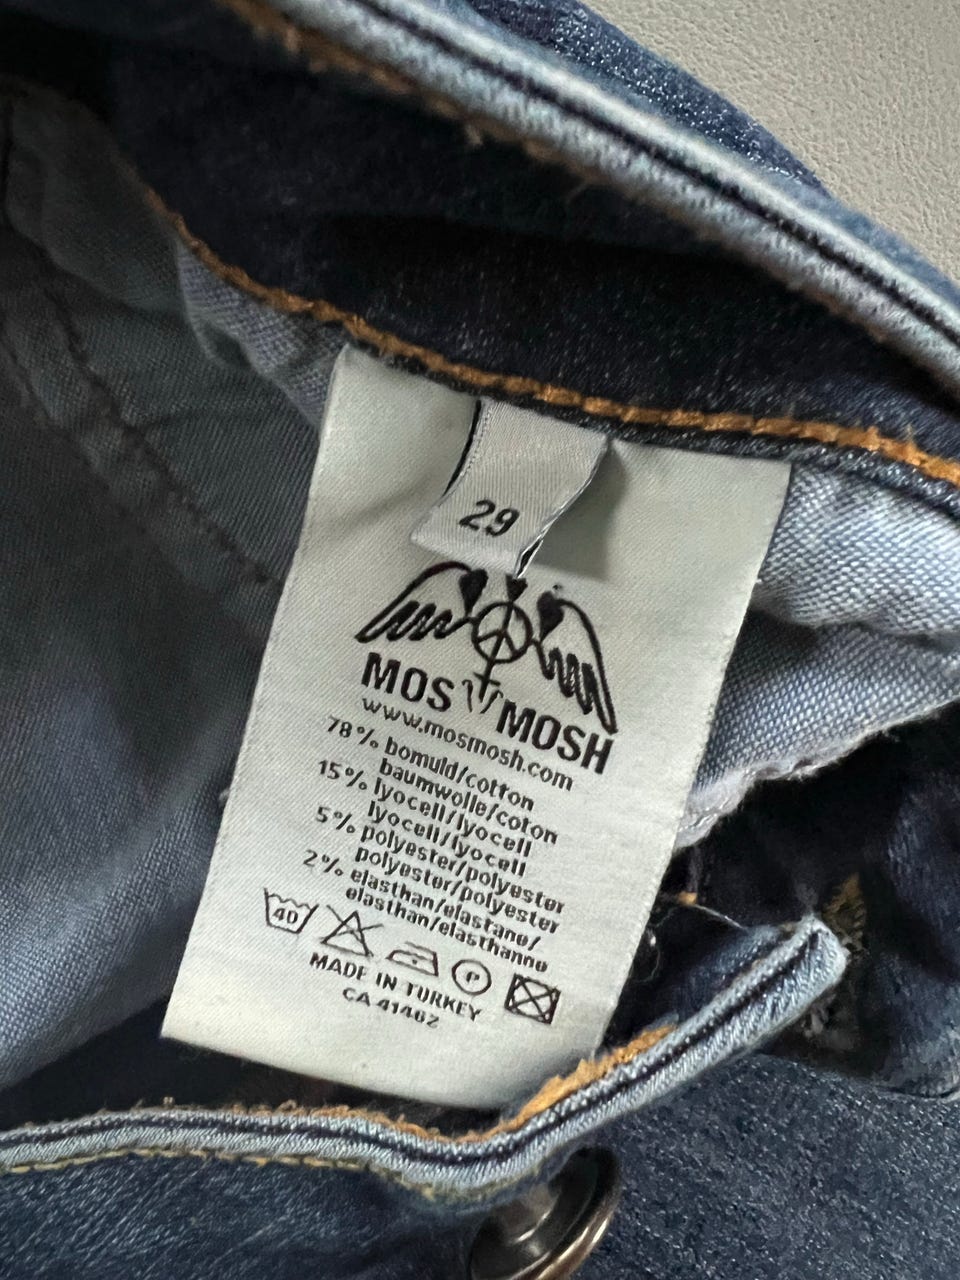 29
MOS MOSH
www.mosmosh.com
78% bomuld/cotton
baumwolle/coton
15% lyocell/lyocell
lyocell/lyocell
5% polyester/polyester
polyester/polyester
2% elasthan/elastane/
elasthan/elasthanne
40 P
MADE IN TURKEY
CA 41462